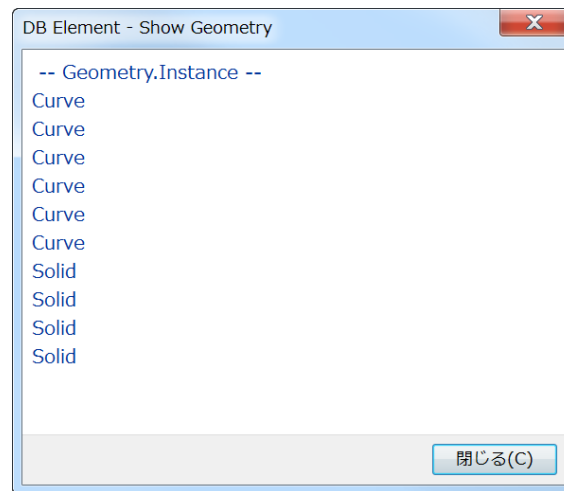 DB Element - Show Geometry
-- Geometry.Instance --
Curve
Curve
Curve
Curve
Curve
Curve
Solid
Solid
Solid
Solid
閉じる(C)